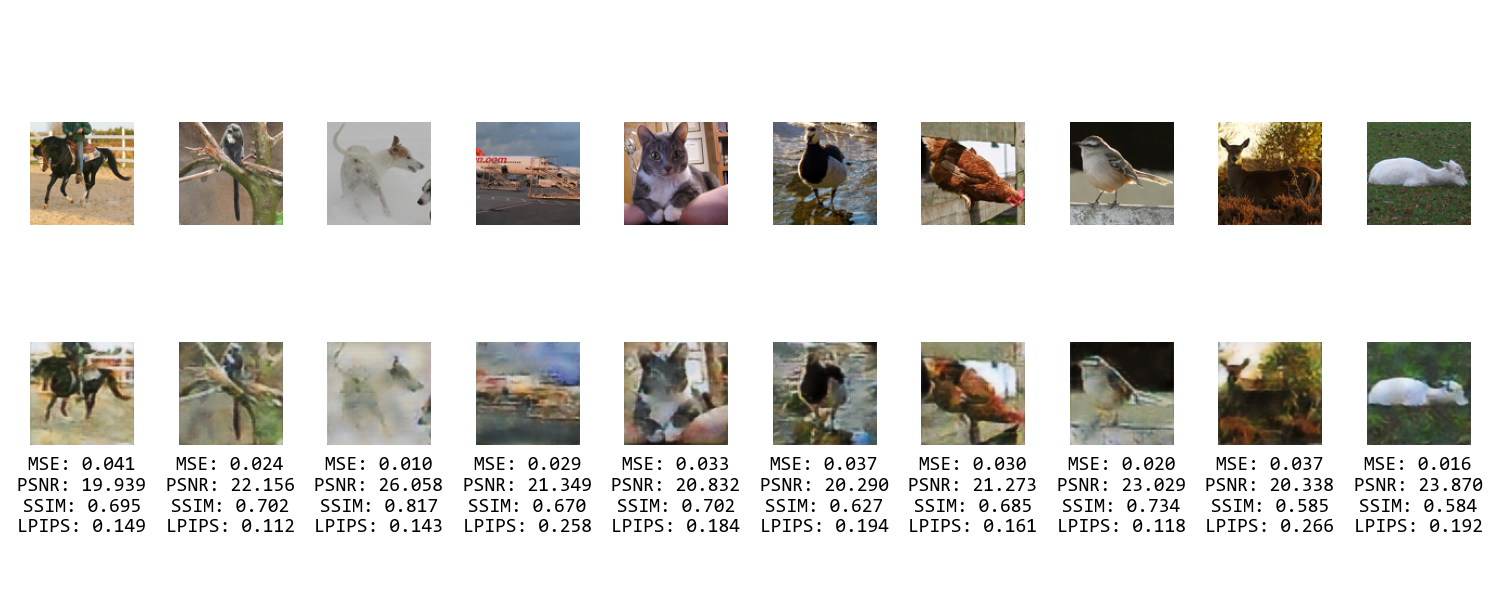 a.com
MSE: 0.041 MSE: 0.024 MSE: 0.010 MSE: 0.029 MSE: 0.033 MSE: 0.037 MSE: 0.030 MSE: 0.020 MSE: 0.037 MSE: 0.016
PSNR: 19.939 PSNR: 22.156 PSNR: 26.058 PSNR: 21.349 PSNR: 20.832 PSNR: 20.290 PSNR: 21.273 PSNR: 23.029 PSNR: 20.338 PSNR: 23.870
SSIM: 0.695 SSIM: 0.702 SSIM: 0.817 SSIM: 0.670 SSIM: 0.702 SSIM: 0.627 SSIM: 0.685 SSIM: 0.734 SSIM: 0.585 SSIM: 0.584
LPIPS: 0.149 LPIPS: 0.112 LPIPS: 0.143 LPIPS: 0.258 LPIPS: 0.184 LPIPS: 0.194 LPIPS: 0.161 LPIPS: 0.118 LPIPS: 0.266 LPIPS: 0.192